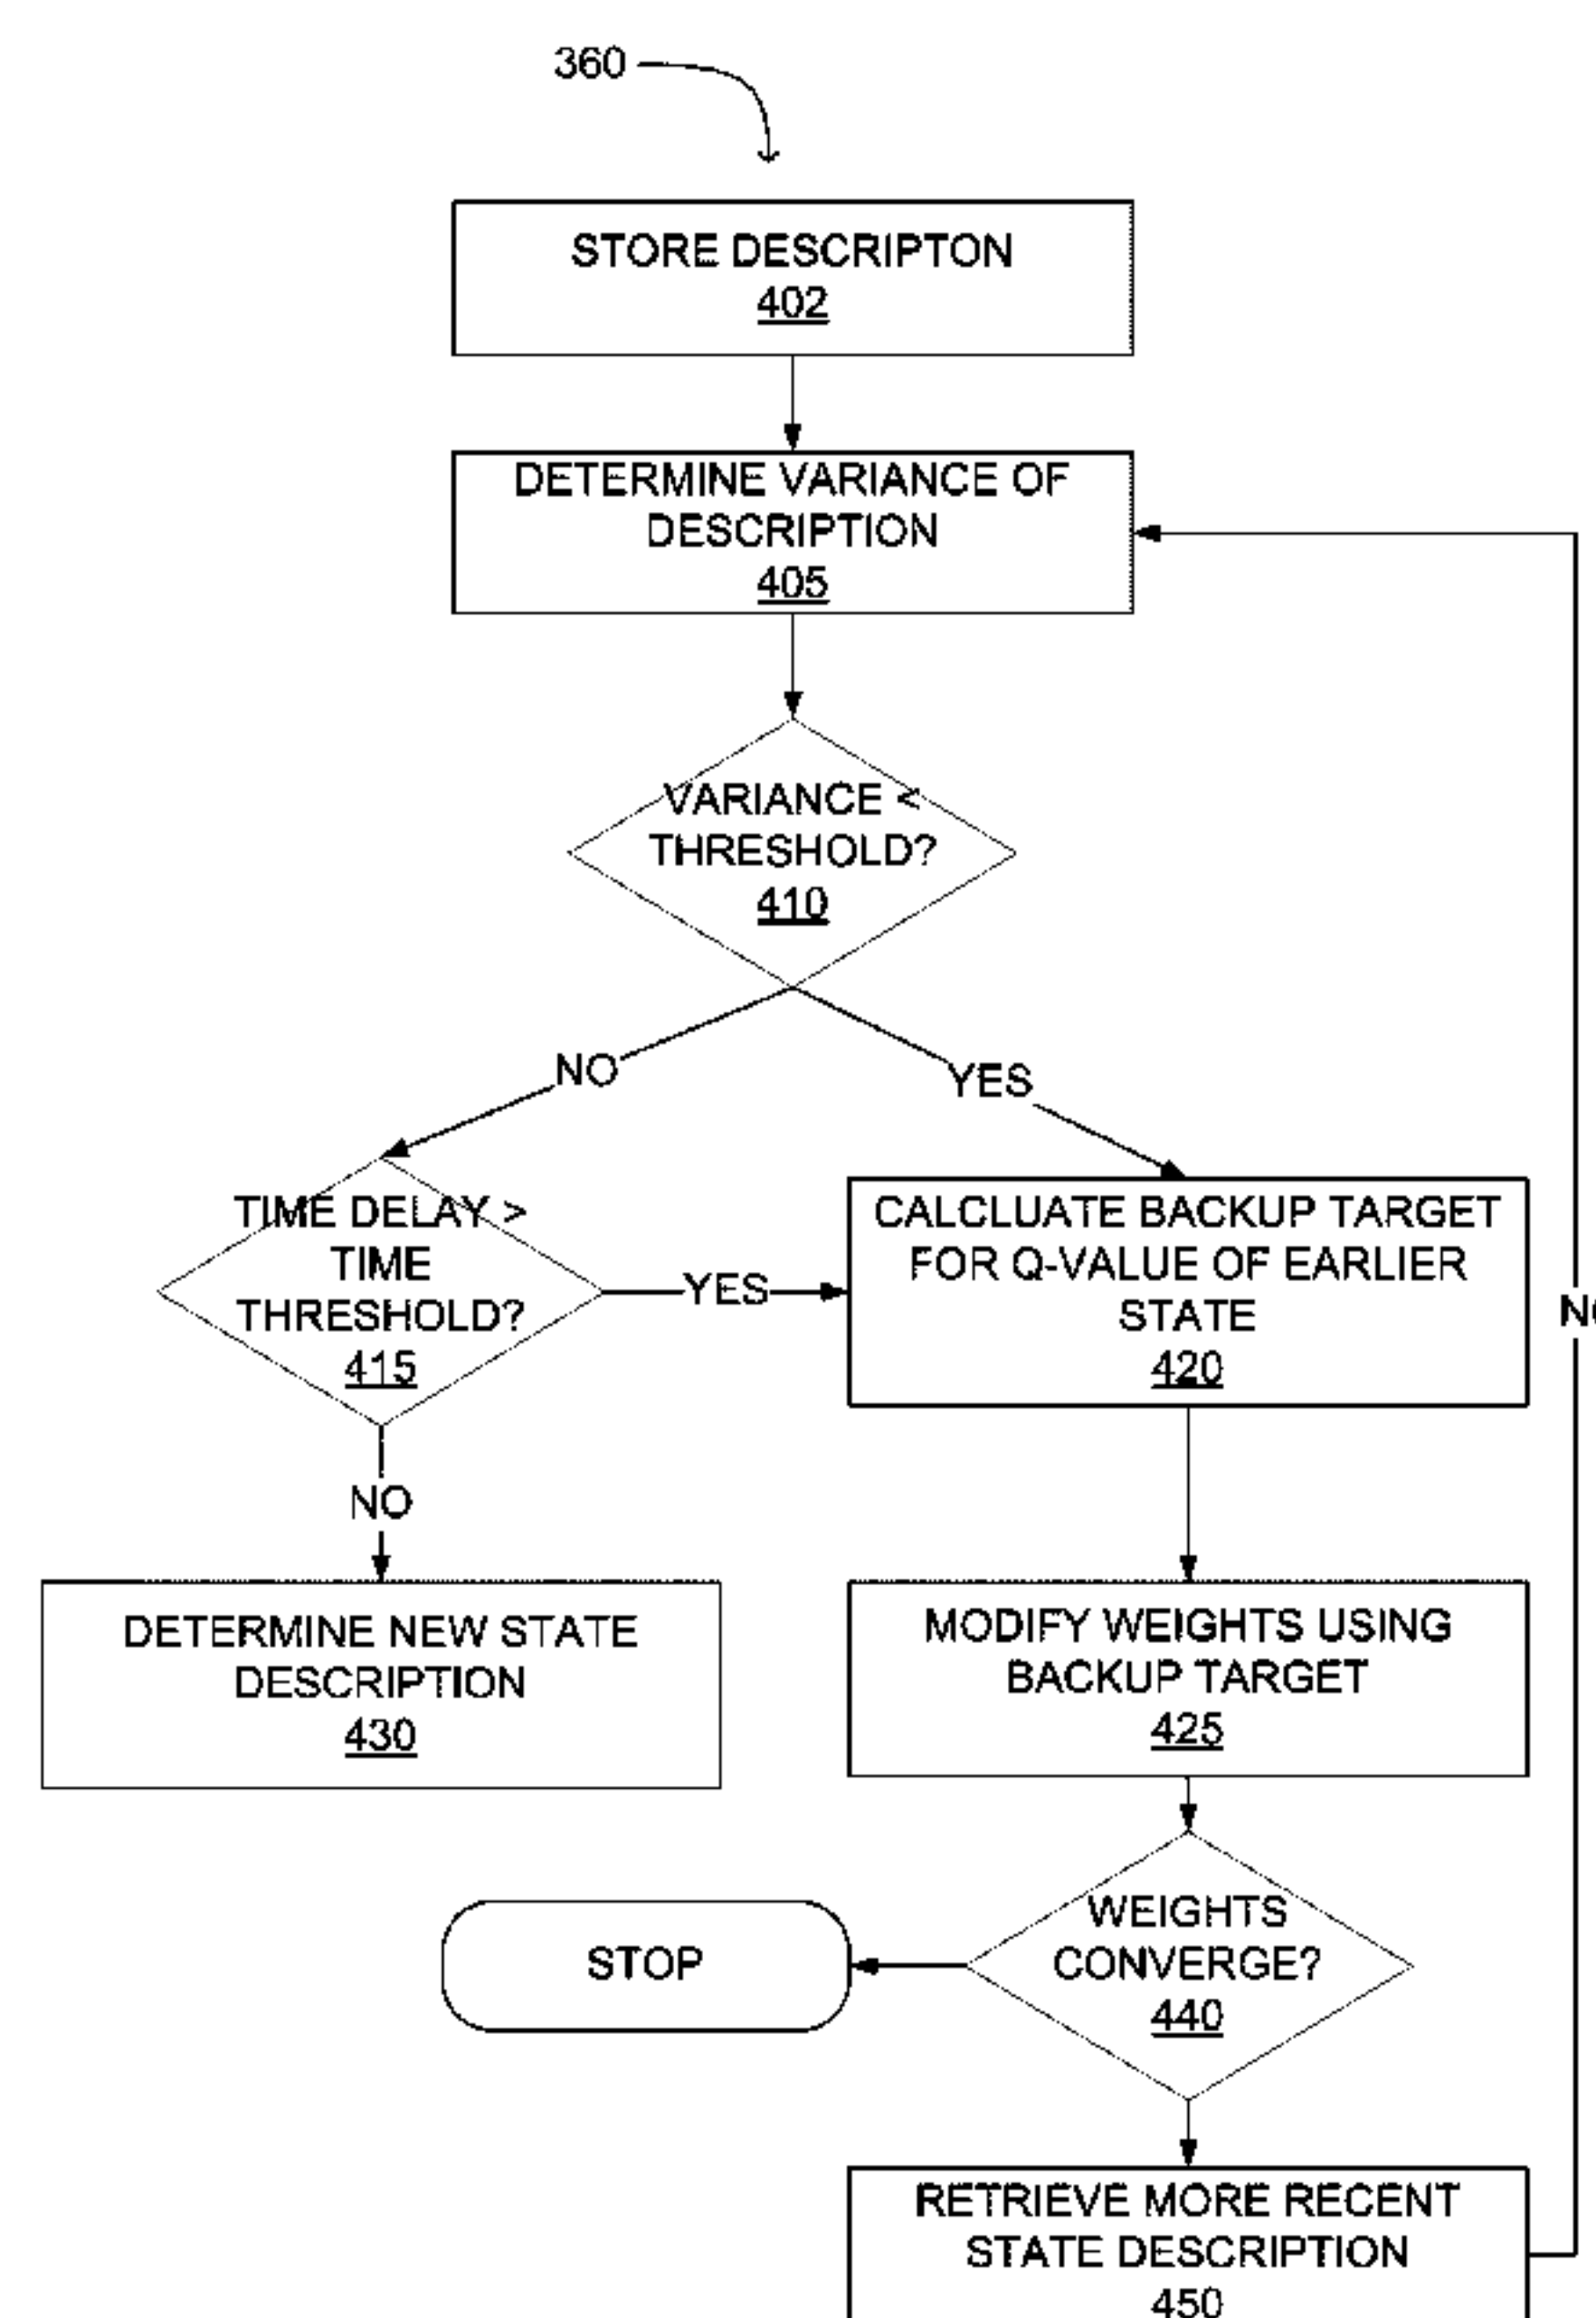 360
STORE DESCRIPTON
402
DETERMINE VARIANCE OF
DESCRIPTION
405
VARIANCE <
THRESHOLD?
410
NO
YES
TIME DELAY >
TIME
THRESHOLD?
415
YES
CALCLUATE BACKUP TARGET
FOR Q-VALUE OF EARLIER
STATE
420
NO
DETERMINE NEW STATE
DESCRIPTION
430
MODIFY WEIGHTS USING
BACKUP TARGET
425
STOP
WEIGHTS
CONVERGE?
440
RETRIEVE MORE RECENT
STATE DESCRIPTION
450